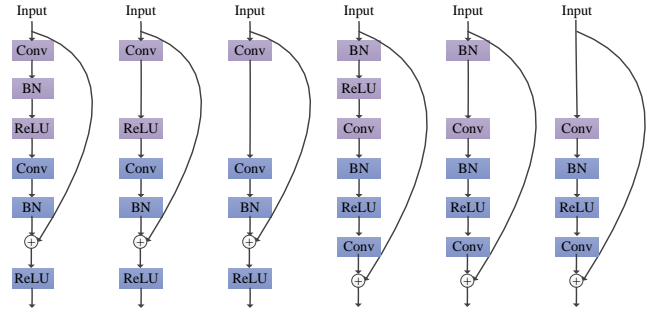 Input Input Input Input Input Input
Conv Conv Conv BN BN
BN ReLU
ReLU ReLU Conv Conv Conv
Conv Conv Conv BN BN BN
BN BN BN ReLU ReLU ReLU
+ + + Conv Conv Conv
ReLU ReLU ReLU + + +